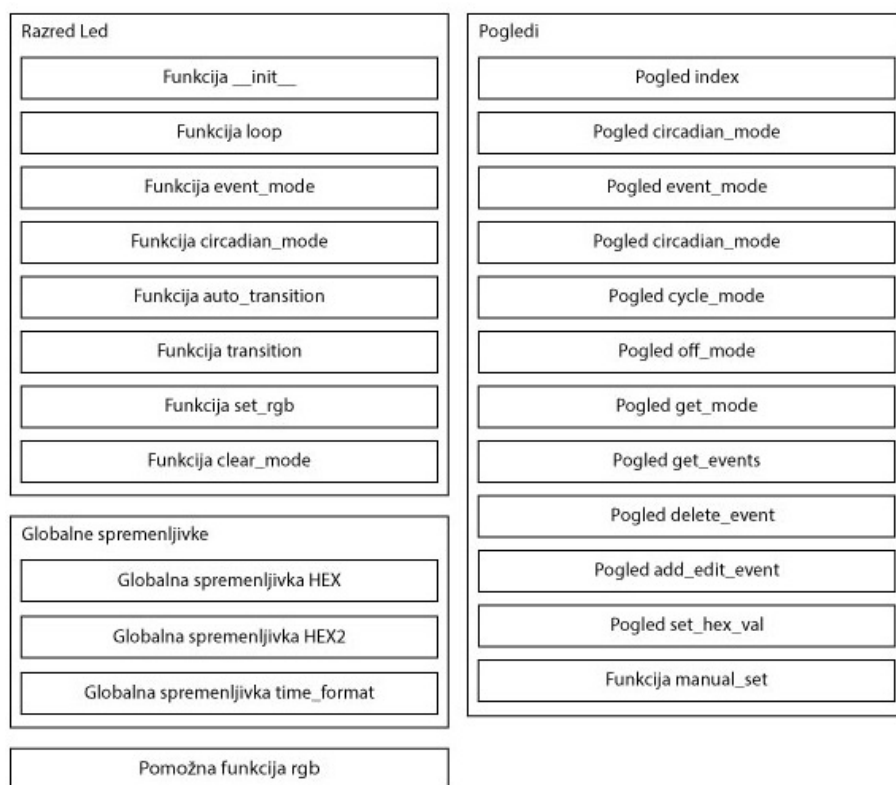 Razred Led
Funkcija __init__
Funkcija loop
Funkcija event_mode
Funkcija circadian_mode
Funkcija auto_transition
Funkcija transition
Funkcija set_rgb
Funkcija clear_mode
Globalne spremenljivke
Globalna spremenljivka HEX
Globalna spremenljivka HEX2
Globalna spremenljivka time_format
Pomožna funkcija rgb
Pogledi
Pogled index
Pogled circadian_mode
Pogled event_mode
Pogled circadian_mode
Pogled cycle_mode
Pogled off_mode
Pogled get_mode
Pogled get_events
Pogled delete_event
Pogled add_edit_event
Pogled set_hex_val
Funkcija manual_set